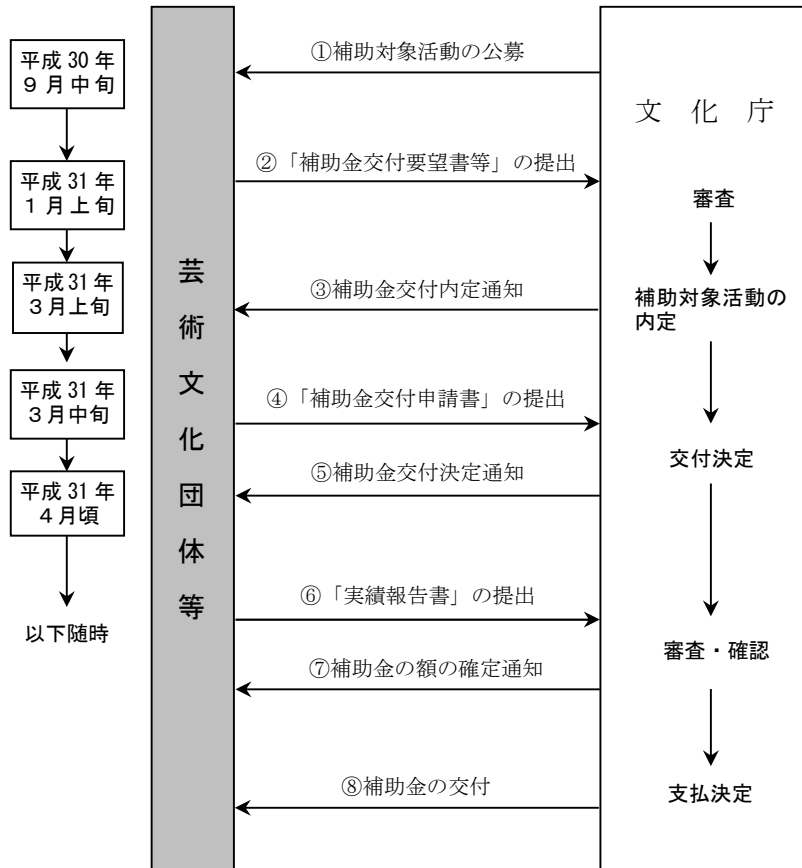 平成 30 年
９月中旬
平成 31 年
１月上旬
平成 31 年
３月上旬
平成 31 年
３月中旬
平成 31 年
４月頃
以下随時
芸術文化団体等
①補助対象活動の公募
②「補助金交付要望書等」の提出
③補助金交付内定通知
④「補助金交付申請書」の提出
⑤補助金交付決定通知
⑥「実績報告書」の提出
⑦補助金の額の確定通知
⑧補助金の交付
文 化 庁
審査
補助対象活動の
内定
交付決定
審査・確認
支払決定